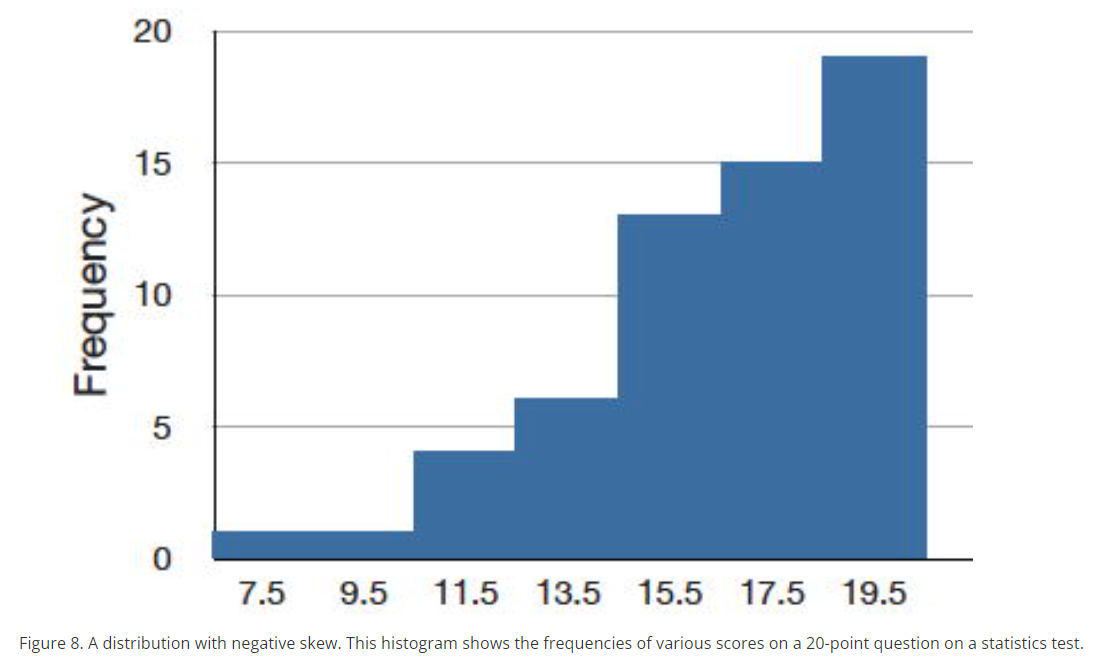 20
15
10
5
0
Frequency
7.5 9.5 11.5 13.5 15.5 17.5 19.5
Figure 8. A distribution with negative skew. This histogram shows the frequencies of various scores on a 20-point question on a statistics test.